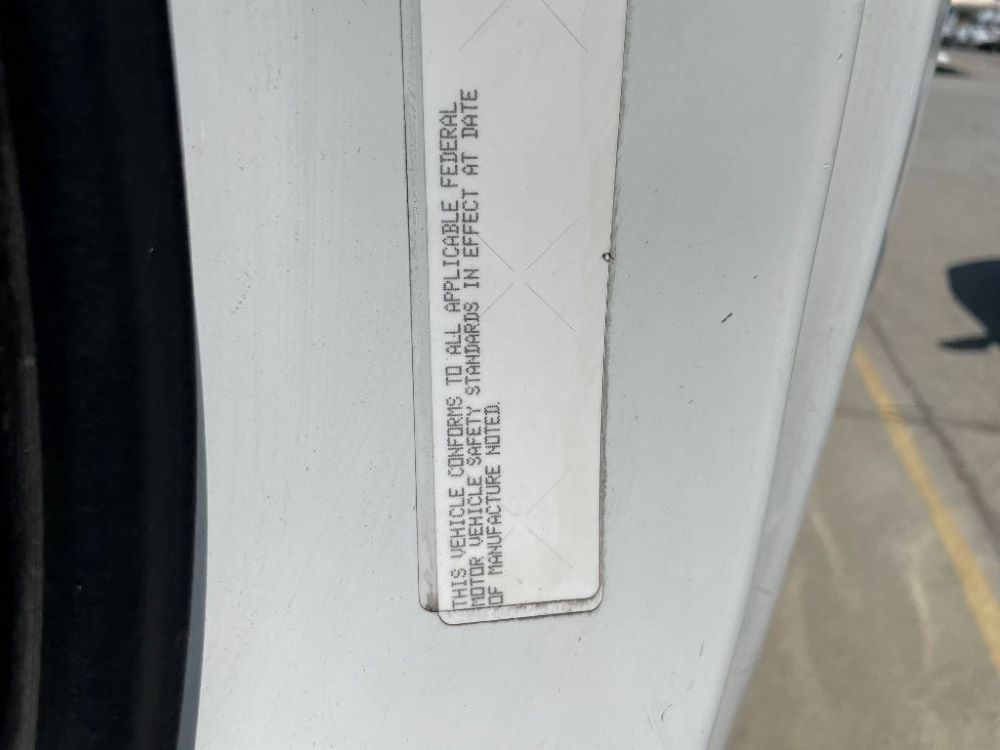 THIS VEHICLE CONFORMS TO ALL APPLICABLE FEDERAL
MOTOR VEHICLE SAFETY STANDARDS IN EFFECT AT DATE
OF MANUFACTURE NOTED.